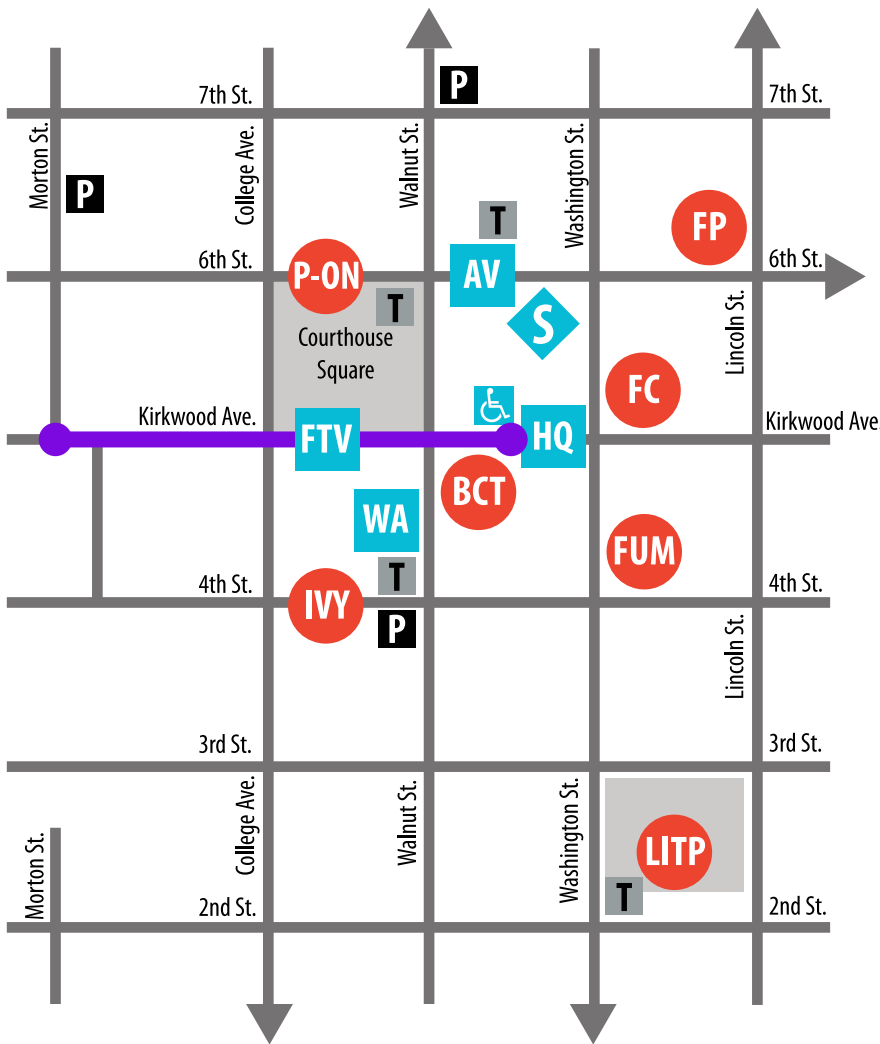 P
7th St.
7th St.
Morton St.
College Ave.
Walnut St.
Washington St.
P
T
FP
6th St.
P-ON
AV
6th St.
T
S
Lincoln St.
Courthouse
Square
FC
Kirkwood Ave.
FTV
HQ
Kirkwood Ave.
BCT
WA
FUM
T
4th St.
IVY
4th St.
P
Lincoln St.
3rd St.
3rd St.
College Ave.
Walnut St.
Washington St.
Morton St.
LITP
T
2nd St.
2nd St.